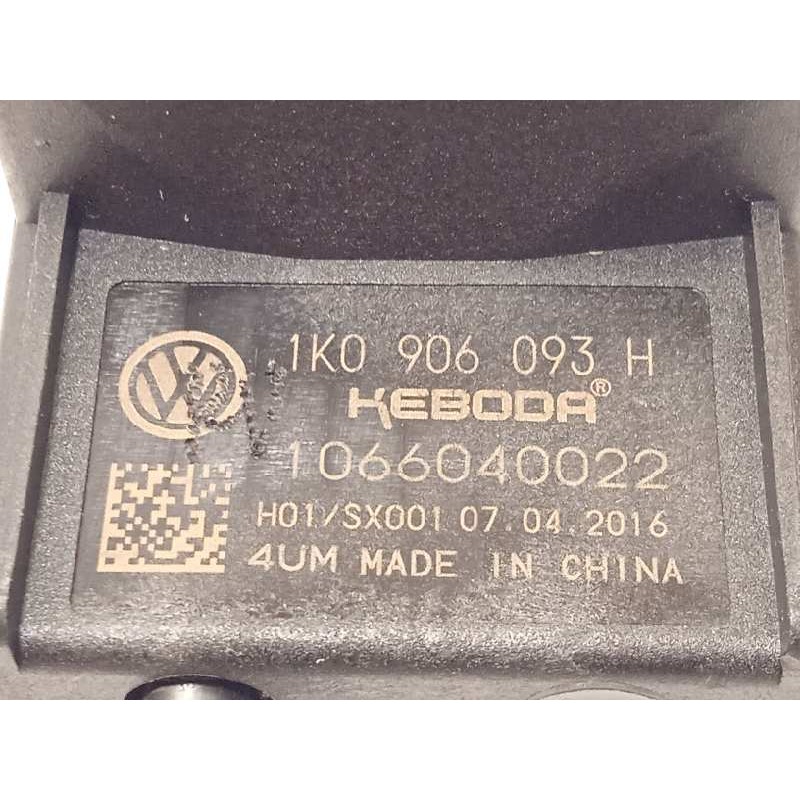 1K0 906 093 H
KEBODA®
1066040022
H01/SX001 07.04.2016
4UM MADE IN CHINA